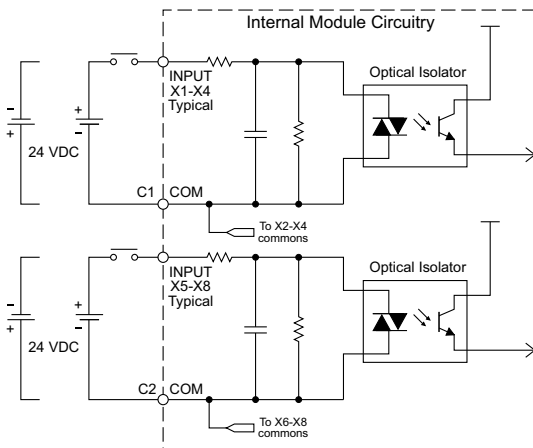 Internal Module Circuitry
INPUT
X1-X4
Typical
Optical Isolator
-
+
+
-
24 VDC
C1
COM
To X2-X4
commons
INPUT
X5-X8
Typical
Optical Isolator
-
+
+
-
24 VDC
C2
COM
To X6-X8
commons